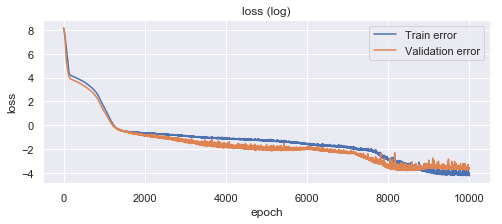 loss (log)
8
6
4
2
0
−2
−4
loss
Train error
Validation error
0 2000 4000 6000 8000 10000
epoch